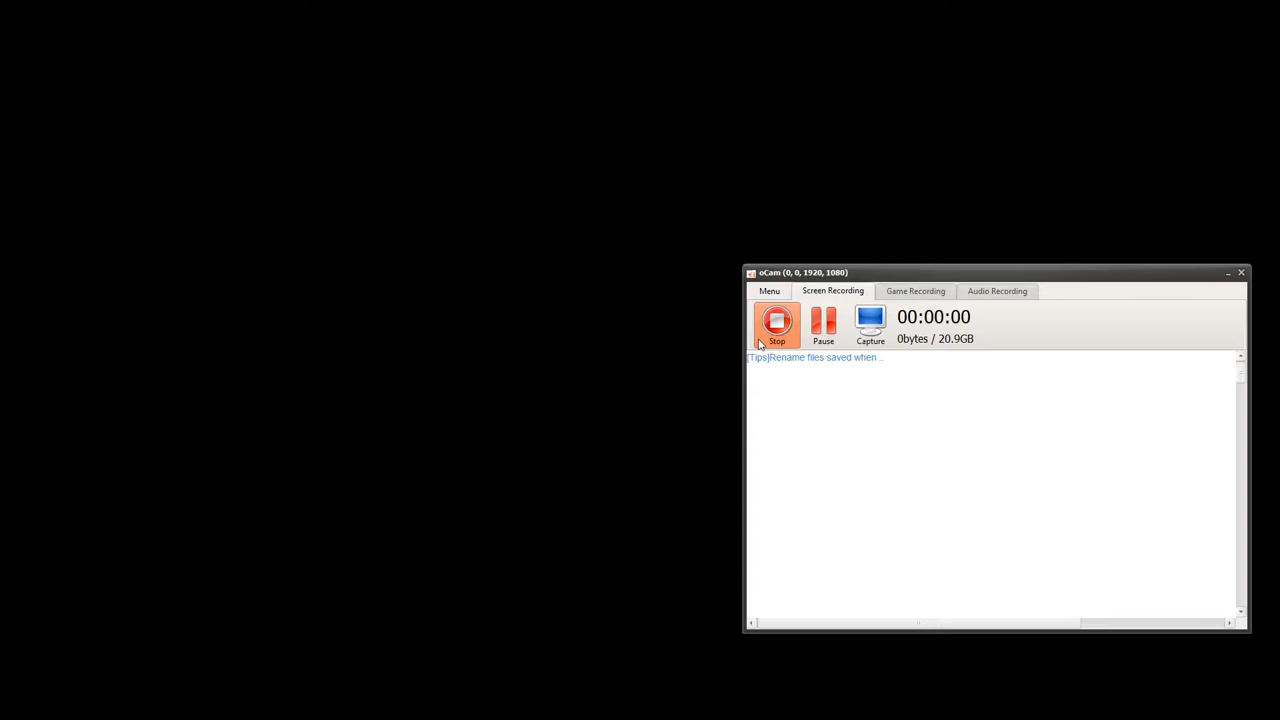 oCam (0, 0, 1920, 1080)
Menu Screen Recording Game Recording Audio Recording
Stop Pause Capture
00:00:00
0bytes / 20.9GB
[Tips]Rename files saved when ..